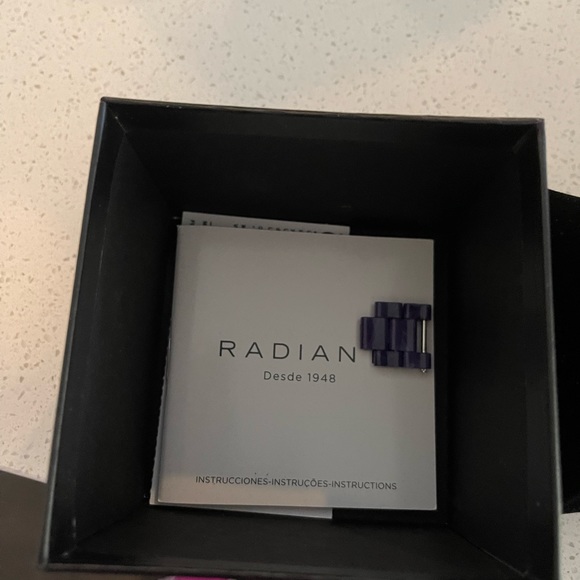 RADIAN
Desde 1948
INSTRUCCIONES-INSTRUÇÕES-INSTRUCTIONS